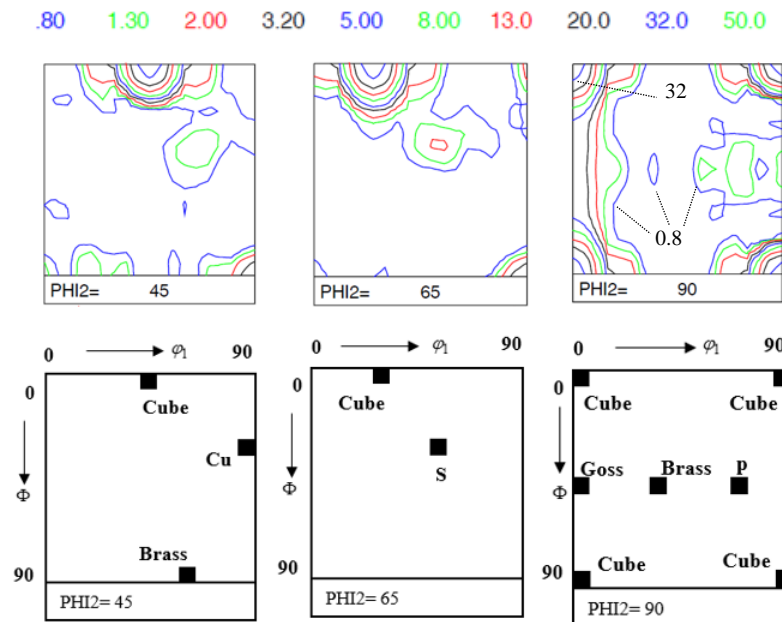 .80 1.30 2.00 3.20 5.00 8.00 13.0 20.0 32.0 50.0
32
0.8
PHI2= 45
PHI2= 65
PHI2= 90
0 φ1 90
0 φ1 90
0 φ1 90
0
Φ
90
Cube
Cu
Brass
PHI2= 45
0
Φ
90
Cube
S
PHI2= 65
0
Φ
90
Cube Cube
Goss Brass P
Cube Cube
PHI2= 90